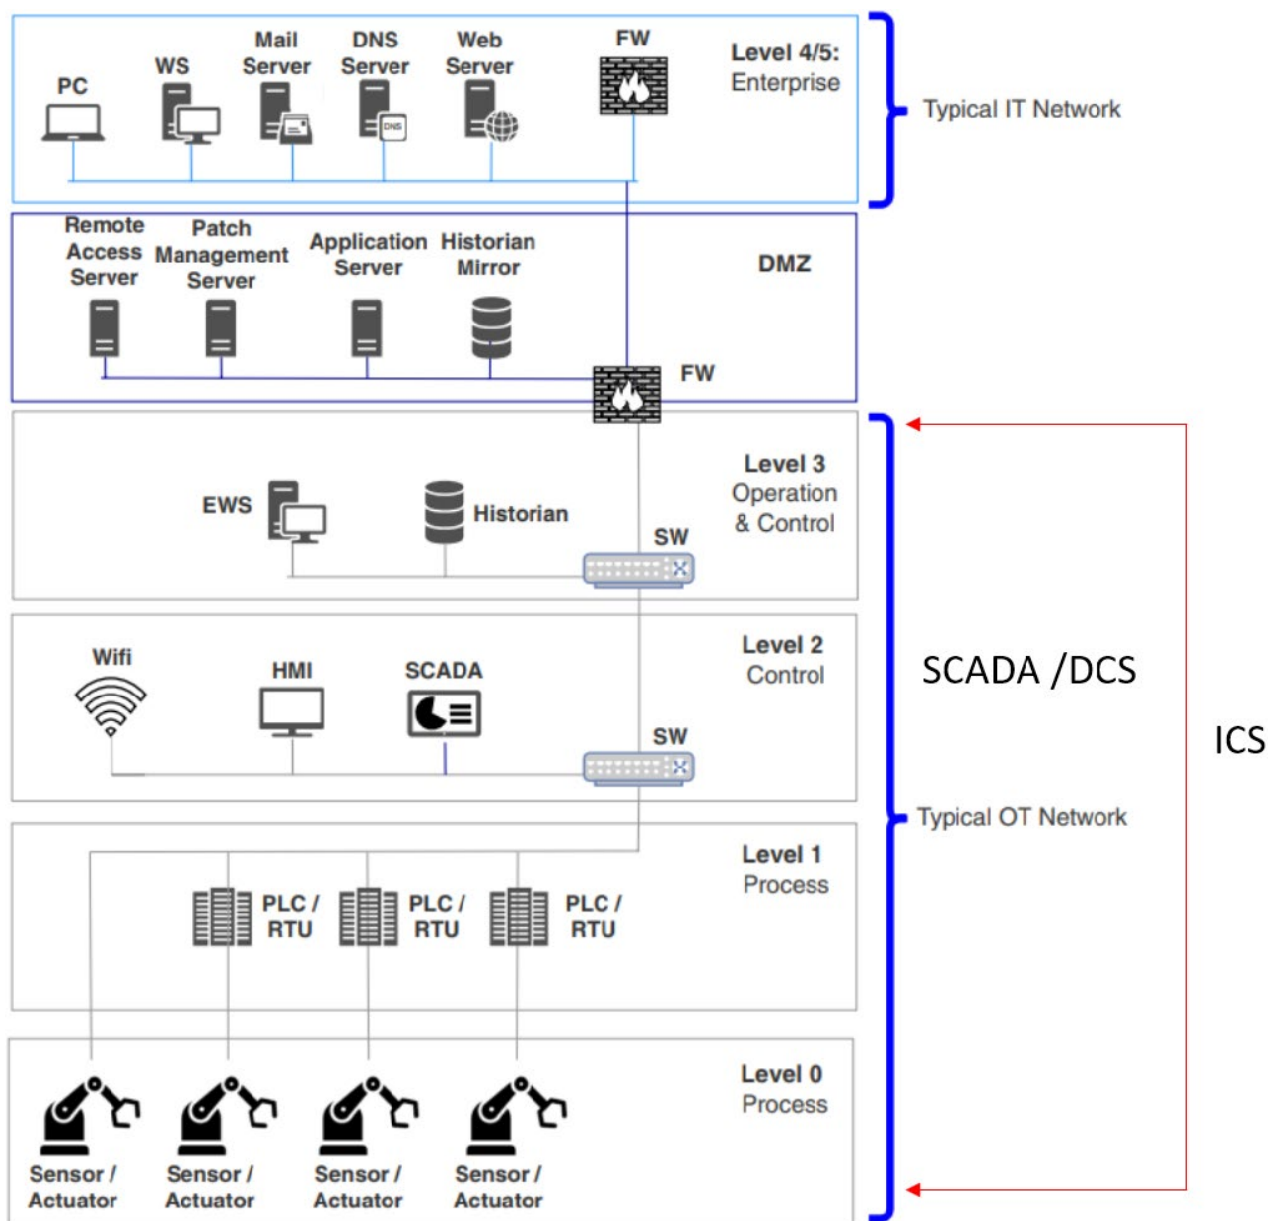 PC
WS
Mail
Server
DNS
Server
DNS
Web
Server
FW
Level 4/5:
Enterprise
Typical IT Network
Remote
Access
Server
Patch
Management
Server
Application
Server
Historian
Mirror
DMZ
FW
EWS
Historian
SW
Level 3
Operation
& Control
Wifi
HMI
SCADA
SW
Level 2
Control
SCADA /DCS
ICS
Typical OT Network
PLC /
RTU
PLC /
RTU
PLC /
RTU
Level 1
Process
Level 0
Process
Sensor /
Actuator
Sensor /
Actuator
Sensor /
Actuator
Sensor /
Actuator